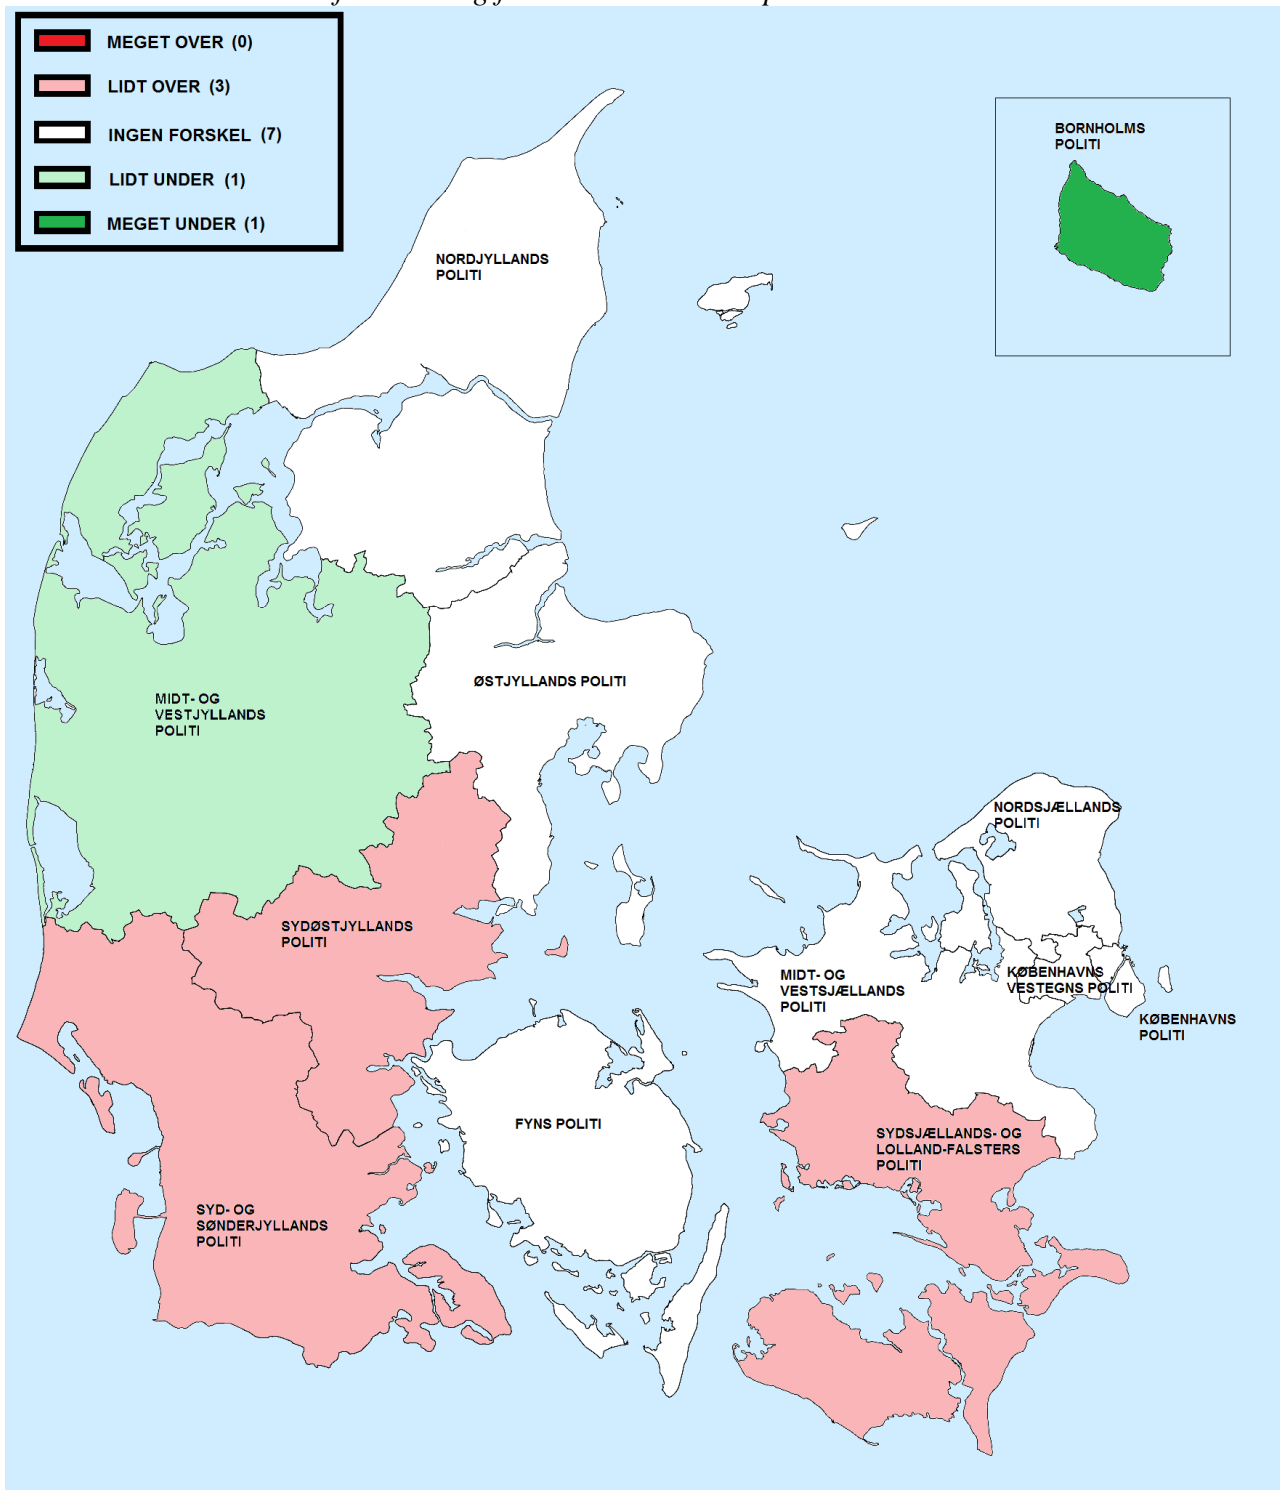 MEGET OVER (0)
LIDT OVER (3)
INGEN FORSKEL (7)
LIDT UNDER (1)
MEGET UNDER (1)
BORNHOLMS
POLITI
NORDJYLLANDS
POLITI
ØSTJYLLANDS POLITI
MIDT- OG
VESTJYLLANDS
POLITI
NORDSJÆLLANDS
POLITI
SYDØSTJYLLANDS
POLITI
MIDT- OG
VESTSJÆLLANDS
POLITI
KØBENHAVNS
VESTEGNS POLITI
KØBENHAVNS
POLITI
FYNS POLITI
SYDSJÆLLANDS- OG
LOLLAND-FALSTERS
POLITI
SYD- OG
SØNDERJYLLANDS
POLITI